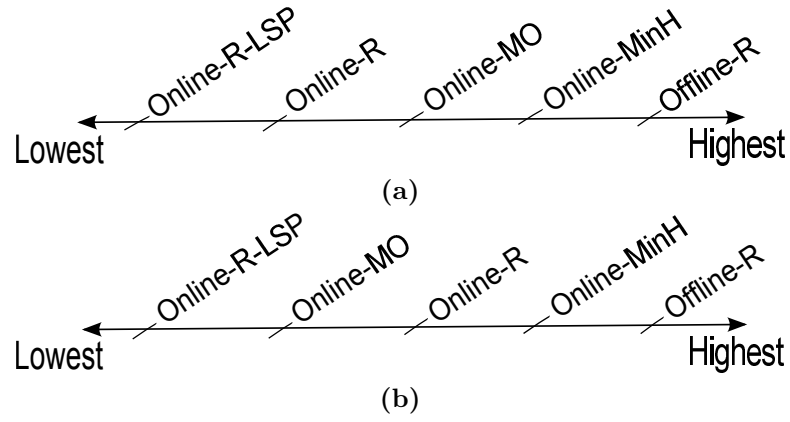 Online-R-LSP Online-R Online-MO Online-MinH Offline-R
Lowest Highest
(a)
Online-R-LSP Online-MO Online-R Online-MinH Offline-R
Lowest Highest
(b)